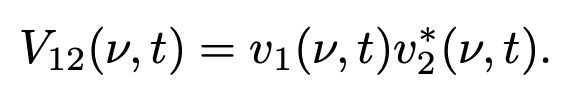 V₁₂(ν, t) = v₁(ν, t)v₂*(ν, t).